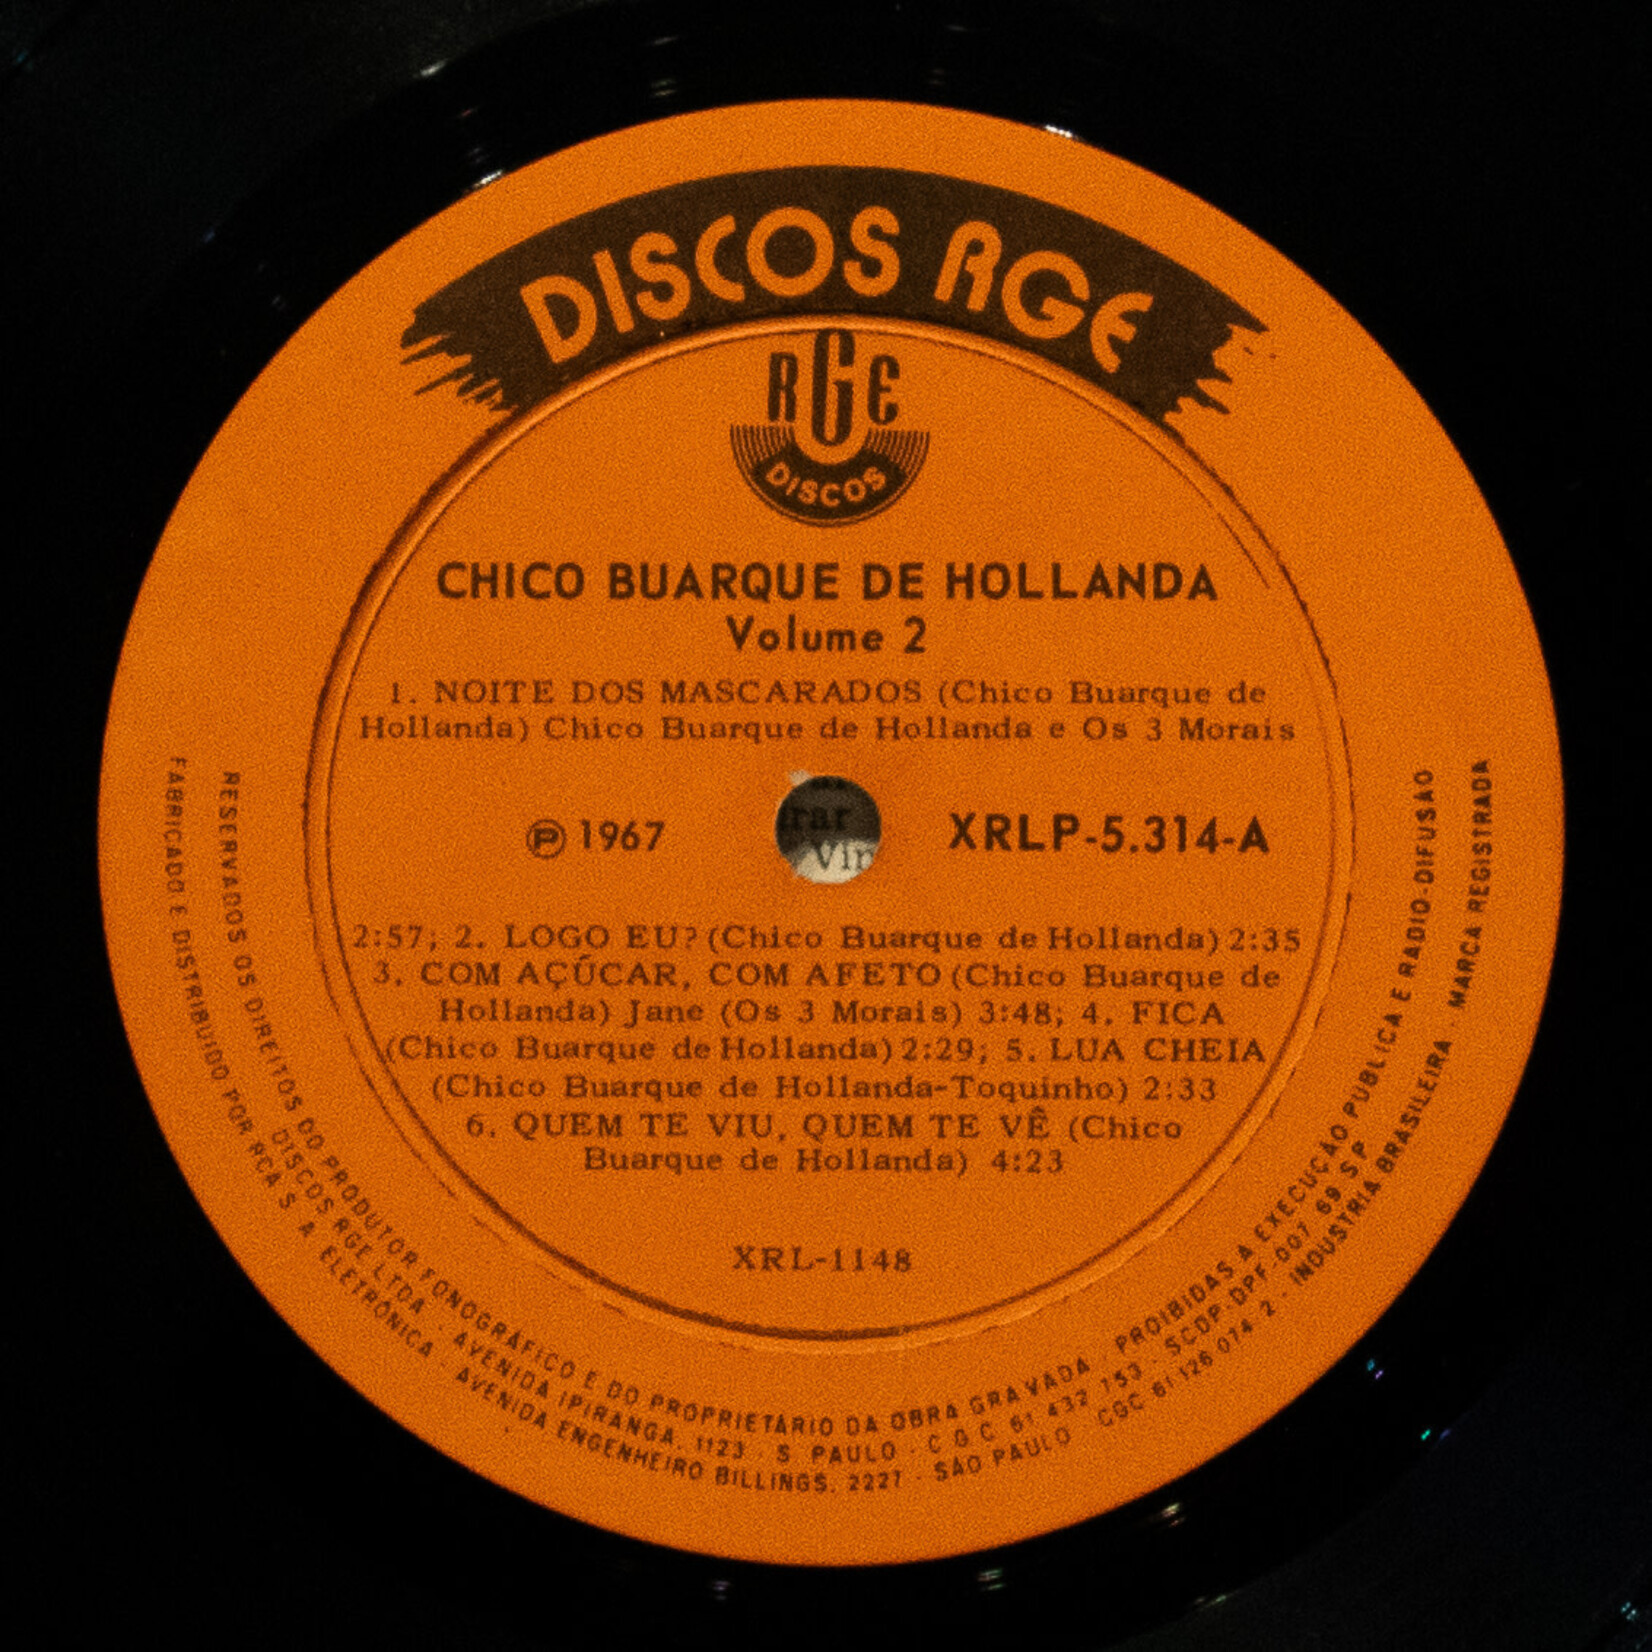 DISCOS RGE
RGE
DISCOS
CHICO BUARQUE DE HOLLANDA
Volume 2
1. NOITE DOS MASCARADOS (Chico Buarque de
Hollanda) Chico Buarque de Hollanda e Os 3 Morais
Ⓟ 1967
XRLP-5.314-A
rar
Vir
2:57; 2. LOGO EU? (Chico Buarque de Hollanda) 2:35
3. COM AÇÚCAR, COM AFETO (Chico Buarque de
Hollanda) Jane (Os 3 Morais) 3:48; 4. FICA
(Chico Buarque de Hollanda) 2:29; 5. LUA CHEIA
(Chico Buarque de Hollanda-Toquinho) 2:33
6. QUEM TE VIU, QUEM TE VÊ (Chico
Buarque de Hollanda) 4:23
XRL-1148
RESERVADOS OS DIREITOS DO PRODUTOR FONOGRÁFICO E DO PROPRIETÁRIO DA OBRA GRAVADA · PROIBIDAS A EXECUÇÃO PUBLICA E RADIO-DIFUSÃO
DISCOS RGE LTDA · AVENIDA IPIRANGA, 1123 · S PAULO · C G C 61 432 753 · SCDP-DPF-007 69 SP
FABRICADO E DISTRIBUIDO POR RCA S A ELETRÔNICA · AVENIDA ENGENHEIRO BILLINGS, 2227 · SÃO PAULO · CGC 61 126 074 2 · INDUSTRIA BRASILEIRA · MARCA REGISTRADA